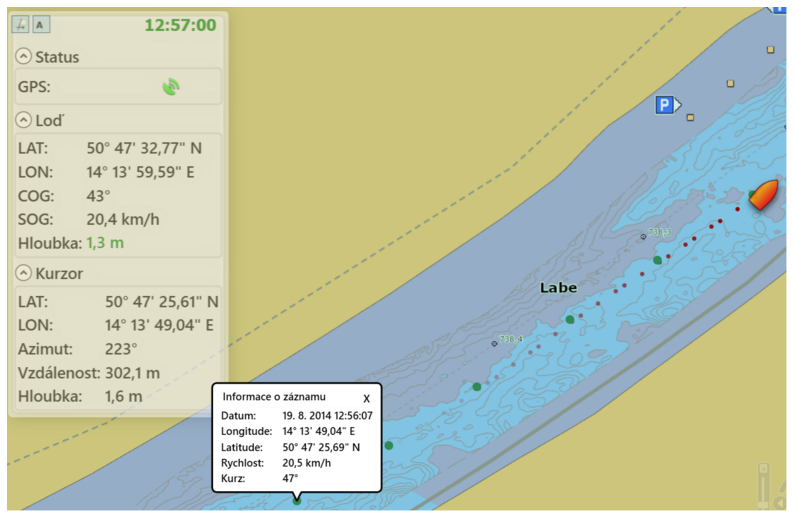 A 12:57:00
Status
GPS:
Loď
LAT: 50° 47' 32,77" N
LON: 14° 13' 59,59" E
COG: 43°
SOG: 20,4 km/h
Hloubka: 1,3 m
Kurzor
LAT: 50° 47' 25,61" N
LON: 14° 13' 49,04" E
Azimut: 223°
Vzdálenost: 302,1 m
Hloubka: 1,6 m
P
Labe
738,4
Informace o záznamu X
Datum: 19. 8. 2014 12:56:07
Longitude: 14° 13' 49,04" E
Latitude: 50° 47' 25,69" N
Rychlost: 20,5 km/h
Kurz: 47°